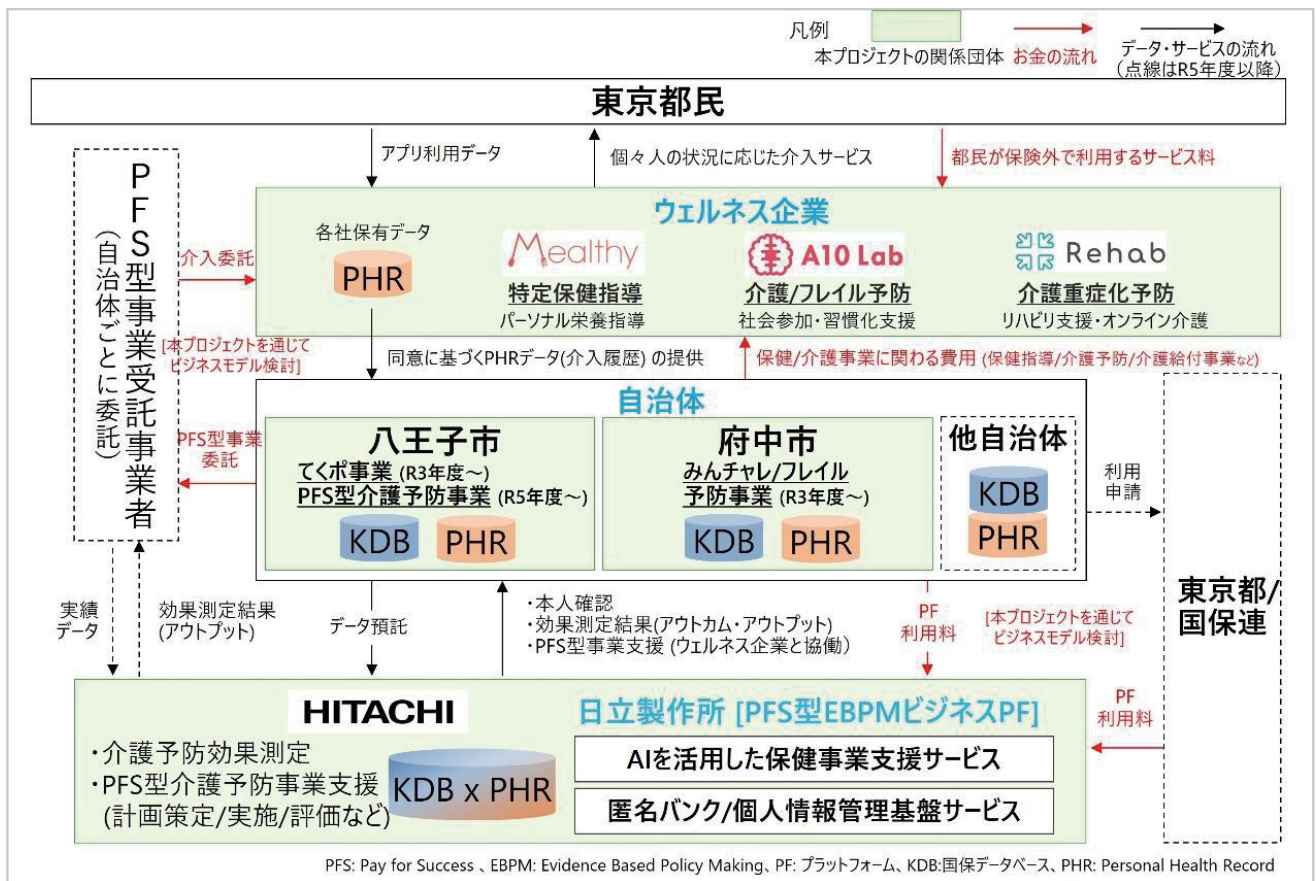 凡例
本プロジェクトの関係団体
お金の流れ
データ・サービスの流れ
(点線はR5年度以降)
東京都民
アプリ利用データ
個々人の状況に応じた介入サービス
都民が保険外で利用するサービス料
PFS型事業受託事業者
(自治体ごとに委託)
介入委託
ウェルネス企業
各社保有データ
PHR
Mealthy
特定保健指導
パーソナル栄養指導
A10 Lab
介護/フレイル予防
社会参加・習慣化支援
Rehab
介護重症化予防
リハビリ支援・オンライン介護
[本プロジェクトを通じて
ビジネスモデル検討]
同意に基づくPHRデータ(介入履歴) の提供
保健/介護事業に関わる費用 (保健指導/介護予防/介護給付事業など)
自治体
PFS型事業
委託
八王子市
てくポ事業 (R3年度～)
PFS型介護予防事業 (R5年度～)
KDB
PHR
府中市
みんチャレ/フレイル
予防事業 (R3年度～)
KDB
PHR
他自治体
KDB
PHR
利用
申請
東京都/
国保連
実績
データ
効果測定結果
(アウトプット)
データ預託
・本人確認
・効果測定結果(アウトカム・アウトプット)
・PFS型事業支援 (ウェルネス企業と協働)
PF
利用料
[本プロジェクトを通じて
ビジネスモデル検討]
PF
利用料
HITACHI
日立製作所 [PFS型EBPMビジネスPF]
・介護予防効果測定
・PFS型介護予防事業支援
(計画策定/実施/評価など)
KDB x PHR
AIを活用した保健事業支援サービス
匿名バンク/個人情報管理基盤サービス
PFS: Pay for Success 、EBPM: Evidence Based Policy Making、PF: プラットフォーム、KDB:国保データベース、PHR: Personal Health Record